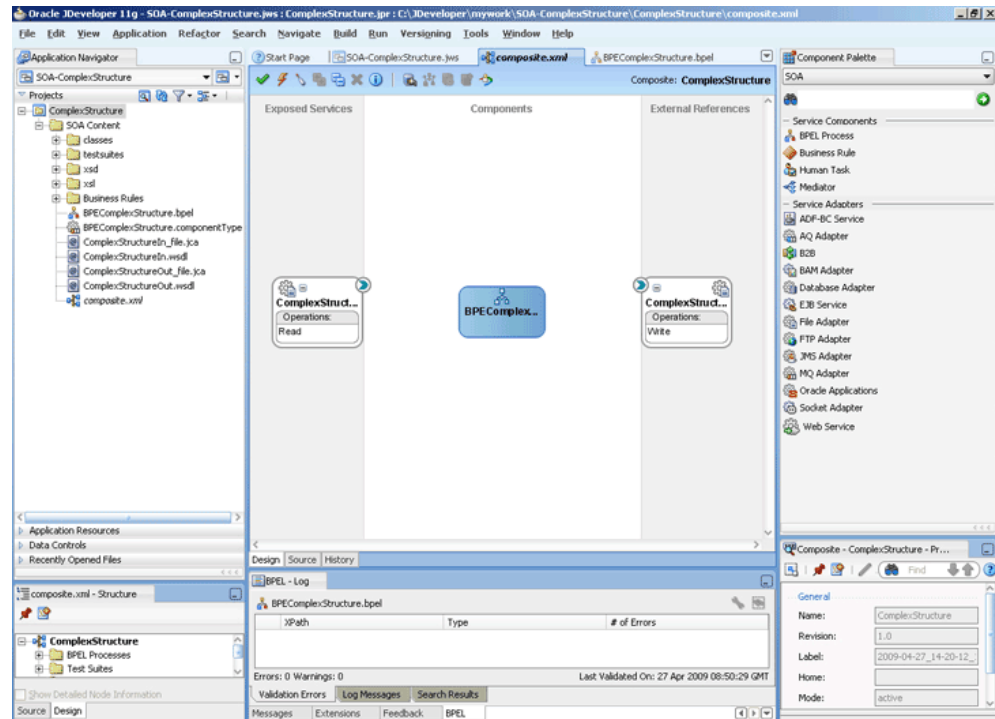 Oracle JDeveloper 11g - SOA-ComplexStructure.jws : ComplexStructure.jpr : C:\JDeveloper\mywork\SOA-ComplexStructure\ComplexStructure\composite.xml
File Edit View Application Refactor Search Navigate Build Run Versioning Tools Window Help
Application Navigator
SOA-ComplexStructure
Projects
ComplexStructure
SOA Content
classes
testsuites
xsd
xsl
Business Rules
BPEComplexStructure.bpel
BPEComplexStructure.componentType
ComplexStructureIn_file.jca
ComplexStructureIn.wsdl
ComplexStructureOut_file.jca
ComplexStructureOut.wsdl
composite.xml
Application Resources
Data Controls
Recently Opened Files
composite.xml - Structure
ComplexStructure
BPEL Processes
Test Suites
Show Detailed Node Information
Source Design
Start Page SOA-ComplexStructure.jws composite.xml BPEComplexStructure.bpel
Composite: ComplexStructure
Exposed Services Components External References
ComplexStruct...
Operations:
Read
BPEComplex...
ComplexStruct...
Operations:
Write
Design Source History
BPEL - Log
BPEComplexStructure.bpel
XPath Type # of Errors
Errors: 0 Warnings: 0 Last Validated On: 27 Apr 2009 08:50:29 GMT
Validation Errors Log Messages Search Results
Messages Extensions Feedback BPEL
Component Palette
SOA
Service Components
BPEL Process
Business Rule
Human Task
Mediator
Service Adapters
ADF-BC Service
AQ Adapter
B2B
BAM Adapter
Database Adapter
EJB Service
File Adapter
FTP Adapter
JMS Adapter
MQ Adapter
Oracle Applications
Socket Adapter
Web Service
Composite - ComplexStructure - Pr...
Find
General
Name: ComplexStructure
Revision: 1.0
Label: 2009-04-27_14-20-12_
Home:
Mode: active